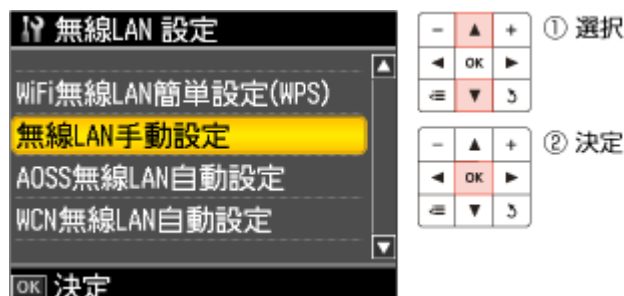 無線LAN 設定
WiFi無線LAN簡単設定(WPS)
無線LAN手動設定
AOSS無線LAN自動設定
WCN無線LAN自動設定
OK 決定
① 選択
- ▲ +
◀ OK ▶
▼
② 決定
- ▲ +
◀ OK ▶
▼